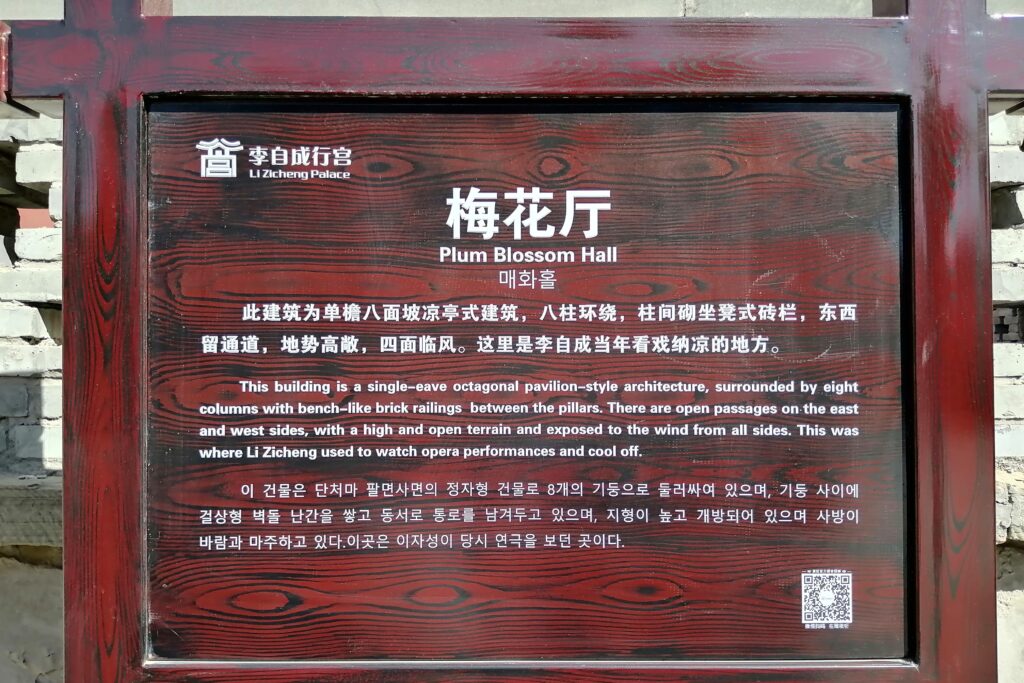 李自成行宫
Li Zicheng Palace
梅花厅
Plum Blossom Hall
매화홀
此建筑为单檐八面坡凉亭式建筑，八柱环绕，柱间砌坐凳式砖栏，东西
留通道，地势高敞，四面临风。这里是李自成当年看戏纳凉的地方。
This building is a single-eave octagonal pavilion-style architecture, surrounded by eight
columns with bench-like brick railings between the pillars. There are open passages on the east
and west sides, with a high and open terrain and exposed to the wind from all sides. This was
where Li Zicheng used to watch opera performances and cool off.
이 건물은 단처마 팔면사면의 정자형 건물로 8개의 기둥으로 둘러싸여 있으며, 기둥 사이에
걸상형 벽돌 난간을 쌓고 동서로 통로를 남겨두고 있으며, 지형이 높고 개방되어 있으며 사방이
바람과 마주하고 있다.이곳은 이자성이 당시 연극을 보던 곳이다.